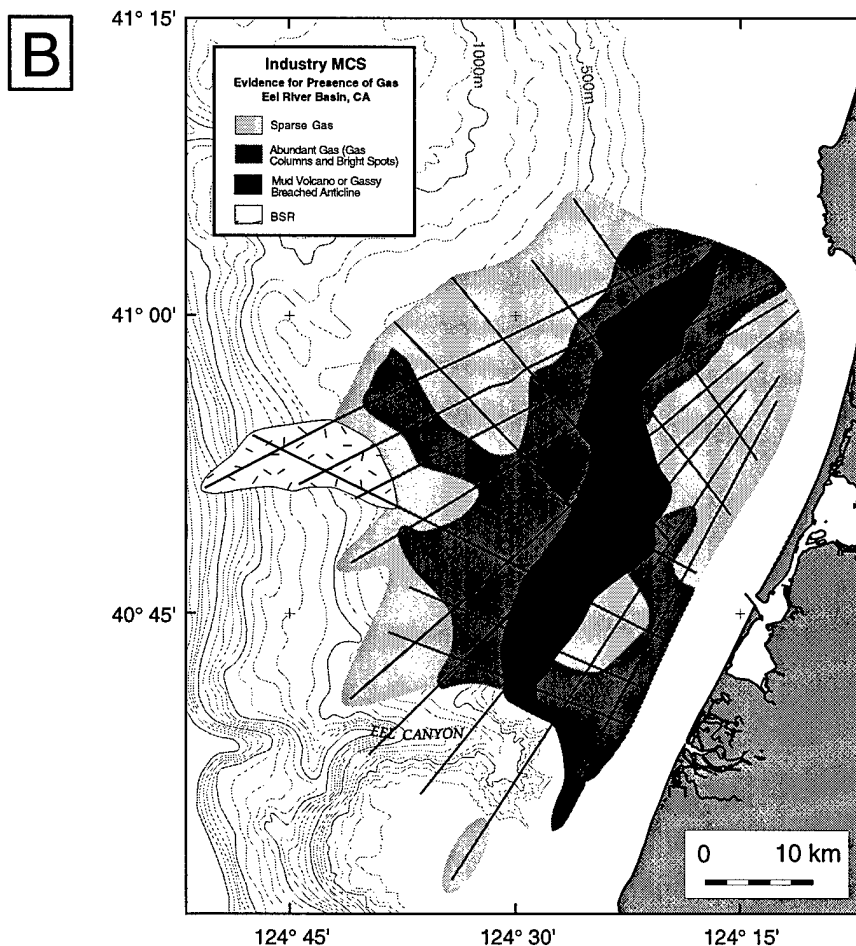 B
41° 15'
Industry MCS
Evidence for Presence of Gas
Eel River Basin, CA
Sparse Gas
Abundant Gas (Gas
Columns and Bright Spots)
Mud Volcano or Gassy
Breached Anticline
BSR
1000m
500m
41° 00'
40° 45'
EEL CANYON
0 10 km
124° 45' 124° 30' 124° 15'